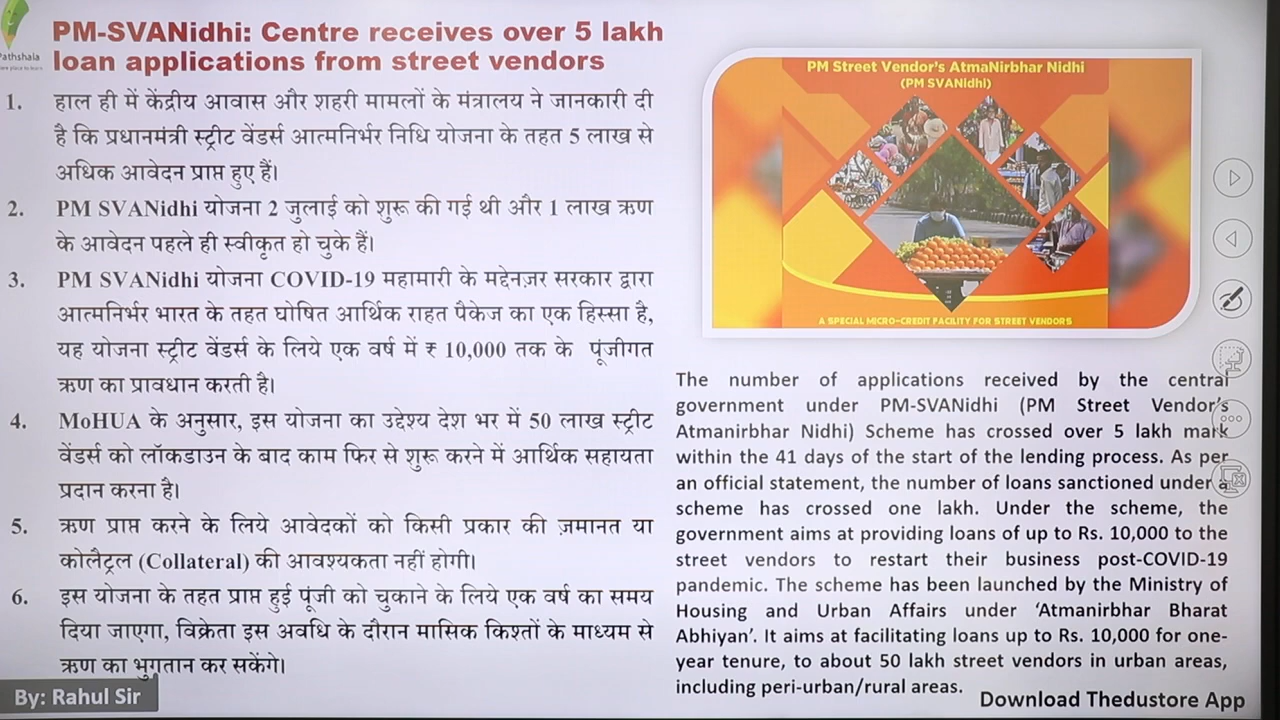 PM-SVANidhi: Centre receives over 5 lakh
loan applications from street vendors
Pathshala
1. हाल ही में केंद्रीय आवास और शहरी मामलों के मंत्रालय ने जानकारी दी
है कि प्रधानमंत्री स्ट्रीट वेंडर्स आत्मनिर्भर निधि योजना के तहत 5 लाख से
अधिक आवेदन प्राप्त हुए हैं।
2. PM SVANidhi योजना 2 जुलाई को शुरू की गई थी और 1 लाख ऋण
के आवेदन पहले ही स्वीकृत हो चुके हैं।
3. PM SVANidhi योजना COVID-19 महामारी के मद्देनज़र सरकार द्वारा
आत्मनिर्भर भारत के तहत घोषित आर्थिक राहत पैकेज का एक हिस्सा है,
यह योजना स्ट्रीट वेंडर्स के लिये एक वर्ष में ₹ 10,000 तक के पूंजीगत
ऋण का प्रावधान करती है।
4. MoHUA के अनुसार, इस योजना का उद्देश्य देश भर में 50 लाख स्ट्रीट
वेंडर्स को लॉकडाउन के बाद काम फिर से शुरू करने में आर्थिक सहायता
प्रदान करना है।
5. ऋण प्राप्त करने के लिये आवेदकों को किसी प्रकार की ज़मानत या
कोलैट्रल (Collateral) की आवश्यकता नहीं होगी।
6. इस योजना के तहत प्राप्त हुई पूंजी को चुकाने के लिये एक वर्ष का समय
दिया जाएगा, विक्रेता इस अवधि के दौरान मासिक किश्तों के माध्यम से
ऋण का भुगतान कर सकेंगे।
By: Rahul Sir
PM Street Vendor's AtmaNirbhar Nidhi
(PM SVANidhi)
A SPECIAL MICRO-CREDIT FACILITY FOR STREET VENDORS
The number of applications received by the central
government under PM-SVANidhi (PM Street Vendor's
Atmanirbhar Nidhi) Scheme has crossed over 5 lakh mark
within the 41 days of the start of the lending process. As per
an official statement, the number of loans sanctioned under a
scheme has crossed one lakh. Under the scheme, the
government aims at providing loans of up to Rs. 10,000 to the
street vendors to restart their business post-COVID-19
pandemic. The scheme has been launched by the Ministry of
Housing and Urban Affairs under ‘Atmanirbhar Bharat
Abhiyan’. It aims at facilitating loans up to Rs. 10,000 for one-
year tenure, to about 50 lakh street vendors in urban areas,
including peri-urban/rural areas.
Download Thedustore App